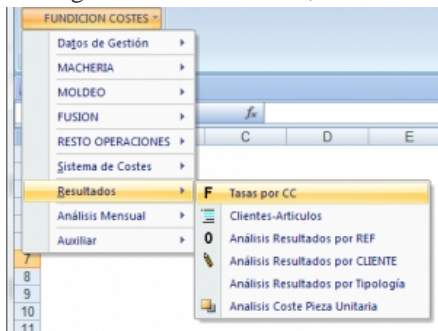 FUNDICION COSTES
Datos de Gestión
MACHERIA
MOLDEO
FUSION
RESTO OPERACIONES
Sistema de Costes
Resultados
Análisis Mensual
Auxiliar
fx
C D E
F Tasas por CC
Clientes-Articulos
0 Análisis Resultados por REF
Análisis Resultados por CLIENTE
Análisis Resultados por Tipología
Analisis Coste Pieza Unitaria
7
8
9
10
11